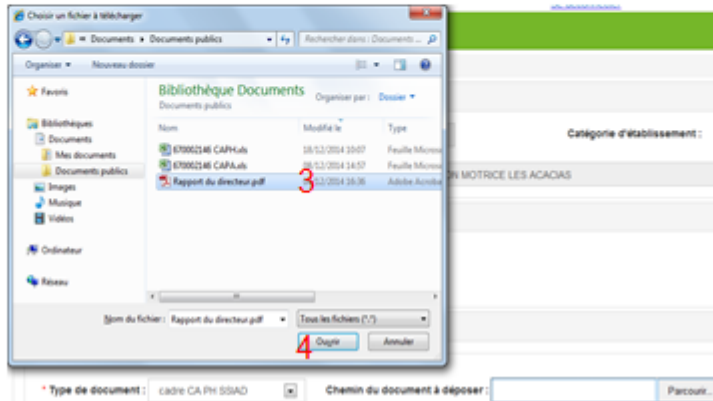 Choisir un fichier à télécharger
Documents Documents publics
Rechercher dans : Documents ...
Organiser Nouveau dossier
Favoris
Bibliothèques
Documents
Mes documents
Documents publics
Images
Musique
Vidéos
Ordinateur
Réseau
Bibliothèque Documents
Documents publics
Organiser par : Dossier
Nom Modifié le Type
670002146 CAPH.xls 18/12/2014 10:07 Feuille Micros
670002146 CAPA.xls 08/12/2014 14:57 Feuille Micros
Rapport du directeur.pdf 3 12/2014 16:36 Adobe Acroba
Nom du fichier : Rapport du directeur.pdf Tous les fichiers (*.*)
4 Ouvrir Annuler
Catégorie d'établissement :
ON MOTRICE LES ACACIAS
* Type de document : cadre CA PH SSIAD Chemin du document à déposer : Parcourir..